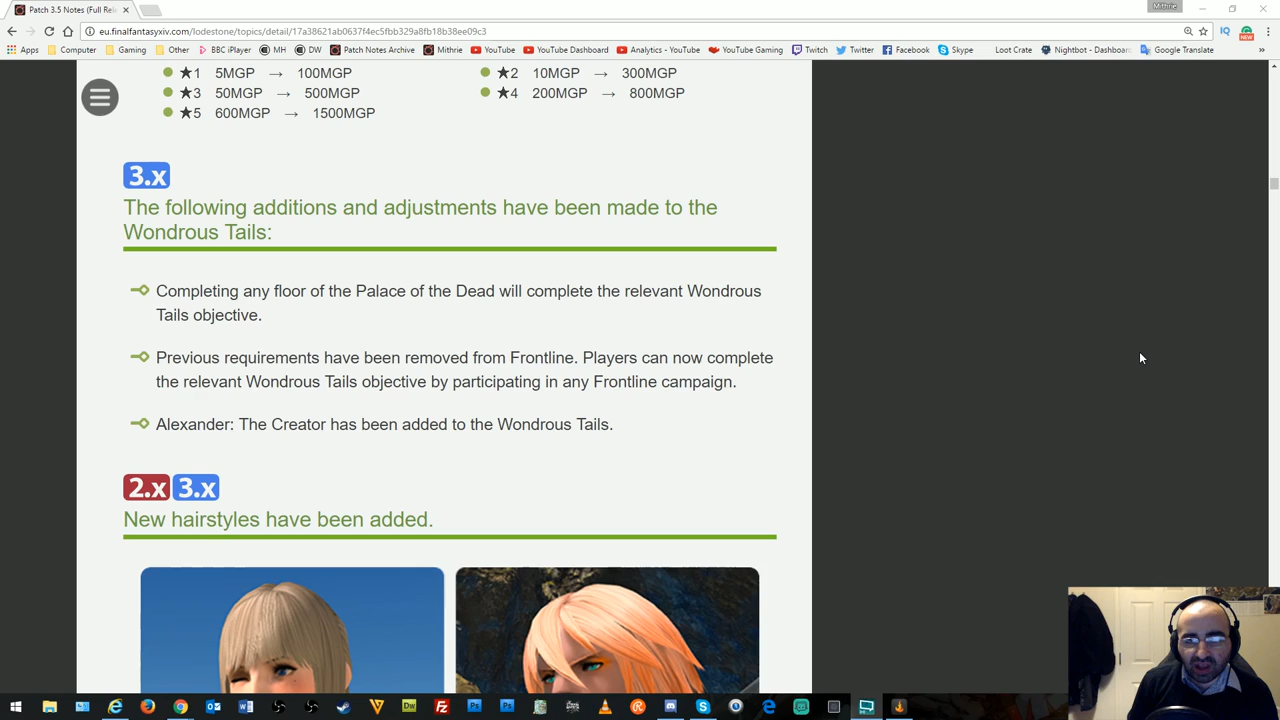 Mithrie
Patch 3.5 Notes (Full Rele
eu.finalfantasyxiv.com/lodestone/topics/detail/17a38621ab0637f4ec5fbb329a8fb18b38ee09c3
Apps Computer Gaming Other BBC iPlayer MH DW Patch Notes Archive Mithrie YouTube YouTube Dashboard Analytics - YouTube YouTube Gaming Twitch Twitter Facebook Skype Loot Crate Nightbot - Dashboard Google Translate
★1 5MGP → 100MGP ★2 10MGP → 300MGP
★3 50MGP → 500MGP ★4 200MGP → 800MGP
★5 600MGP → 1500MGP
3.x
The following additions and adjustments have been made to the
Wondrous Tails:
Completing any floor of the Palace of the Dead will complete the relevant Wondrous
Tails objective.
Previous requirements have been removed from Frontline. Players can now complete
the relevant Wondrous Tails objective by participating in any Frontline campaign.
Alexander: The Creator has been added to the Wondrous Tails.
2.x 3.x
New hairstyles have been added.